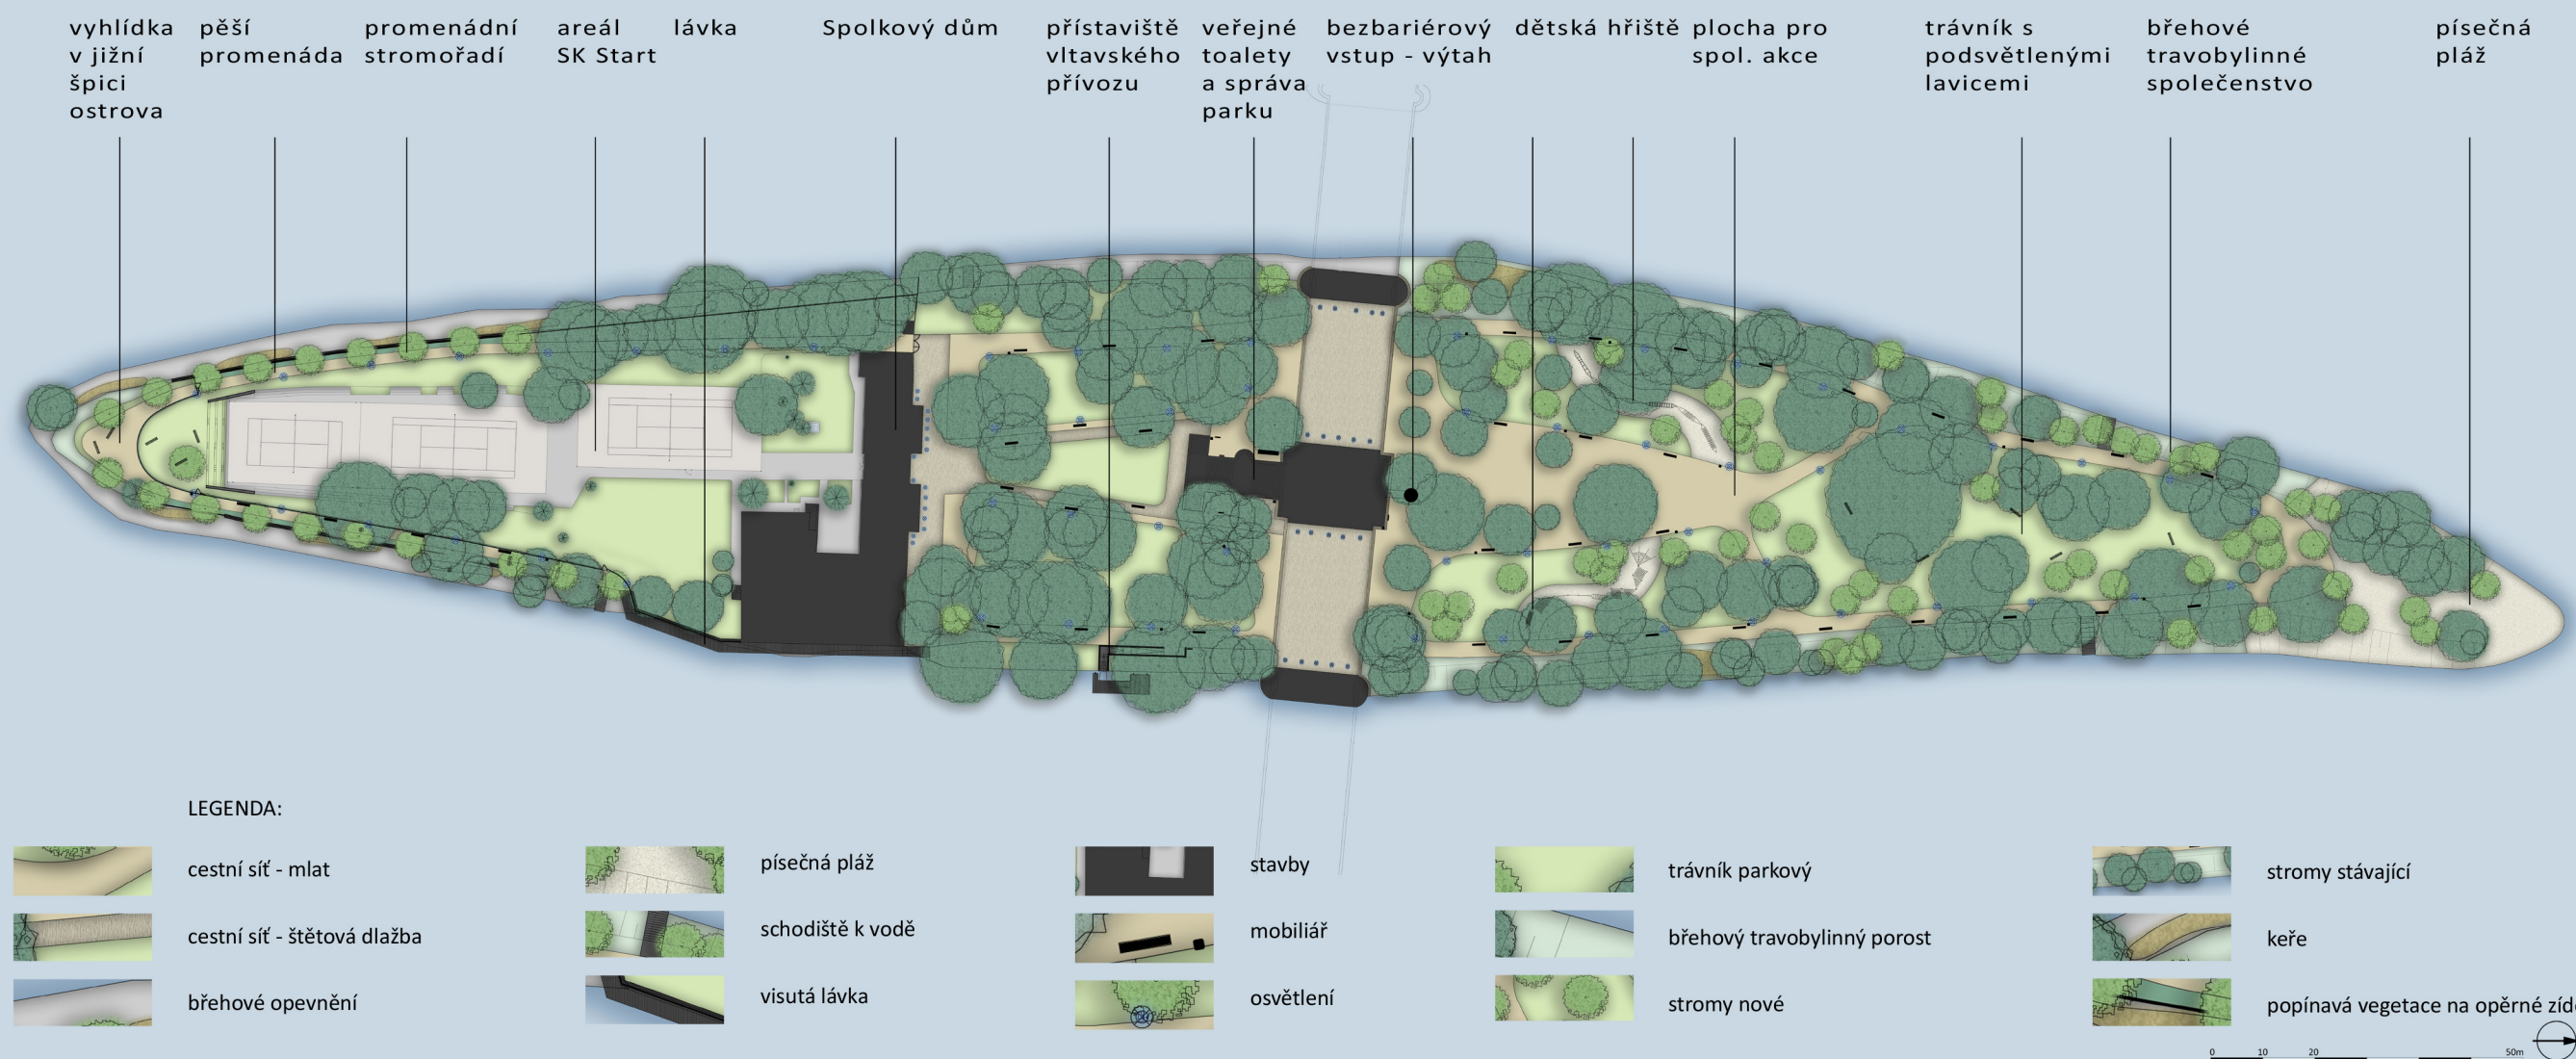 vyhlídka
v jižní
špici
ostrova
pěší
promenáda
promenádní
stromořadí
areál
SK Start
lávka
Spolkový dům
přístaviště
vltavského
přívozu
veřejné
toalety
a správa
parku
bezbariérový
vstup - výtah
dětská hřiště
plocha pro
spol. akce
trávník s
podsvětlenými
lavicemi
břehové
travobylinné
společenstvo
písečná
pláž
LEGENDA:
cestní síť - mlat
cestní síť - štětová dlažba
břehové opevnění
písečná pláž
schodiště k vodě
visutá lávka
stavby
mobiliář
osvětlení
trávník parkový
břehový travobylinný porost
stromy nové
stromy stávající
keře
popínavá vegetace na opěrné
0 10 20 50m